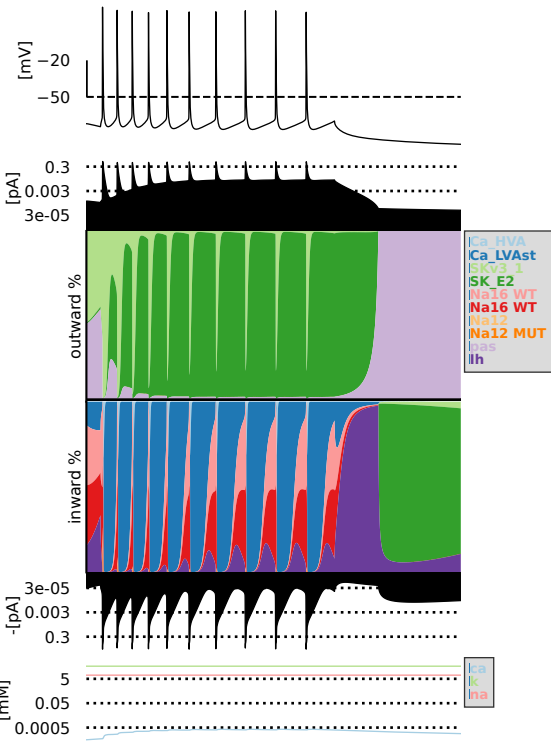 −20
−50
[mV]
0.3
0.003
3e-05
[pA]
outward %
Ca_HVA
Ca_LVAst
SKv3_1
SK_E2
Na16 WT
Na16 WT
Na12
Na12 MUT
pas
Ih
inward %
3e-05
0.003
0.3
-[pA]
ca
k
na
5
0.05
0.0005
[mM]